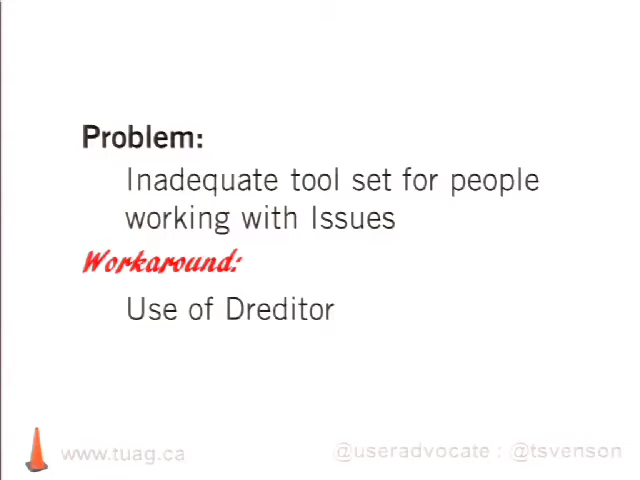 Problem:
Inadequate tool set for people
working with Issues
Workaround:
Use of Dreditor
www.tuag.ca
@useradvocate : @tsvenson